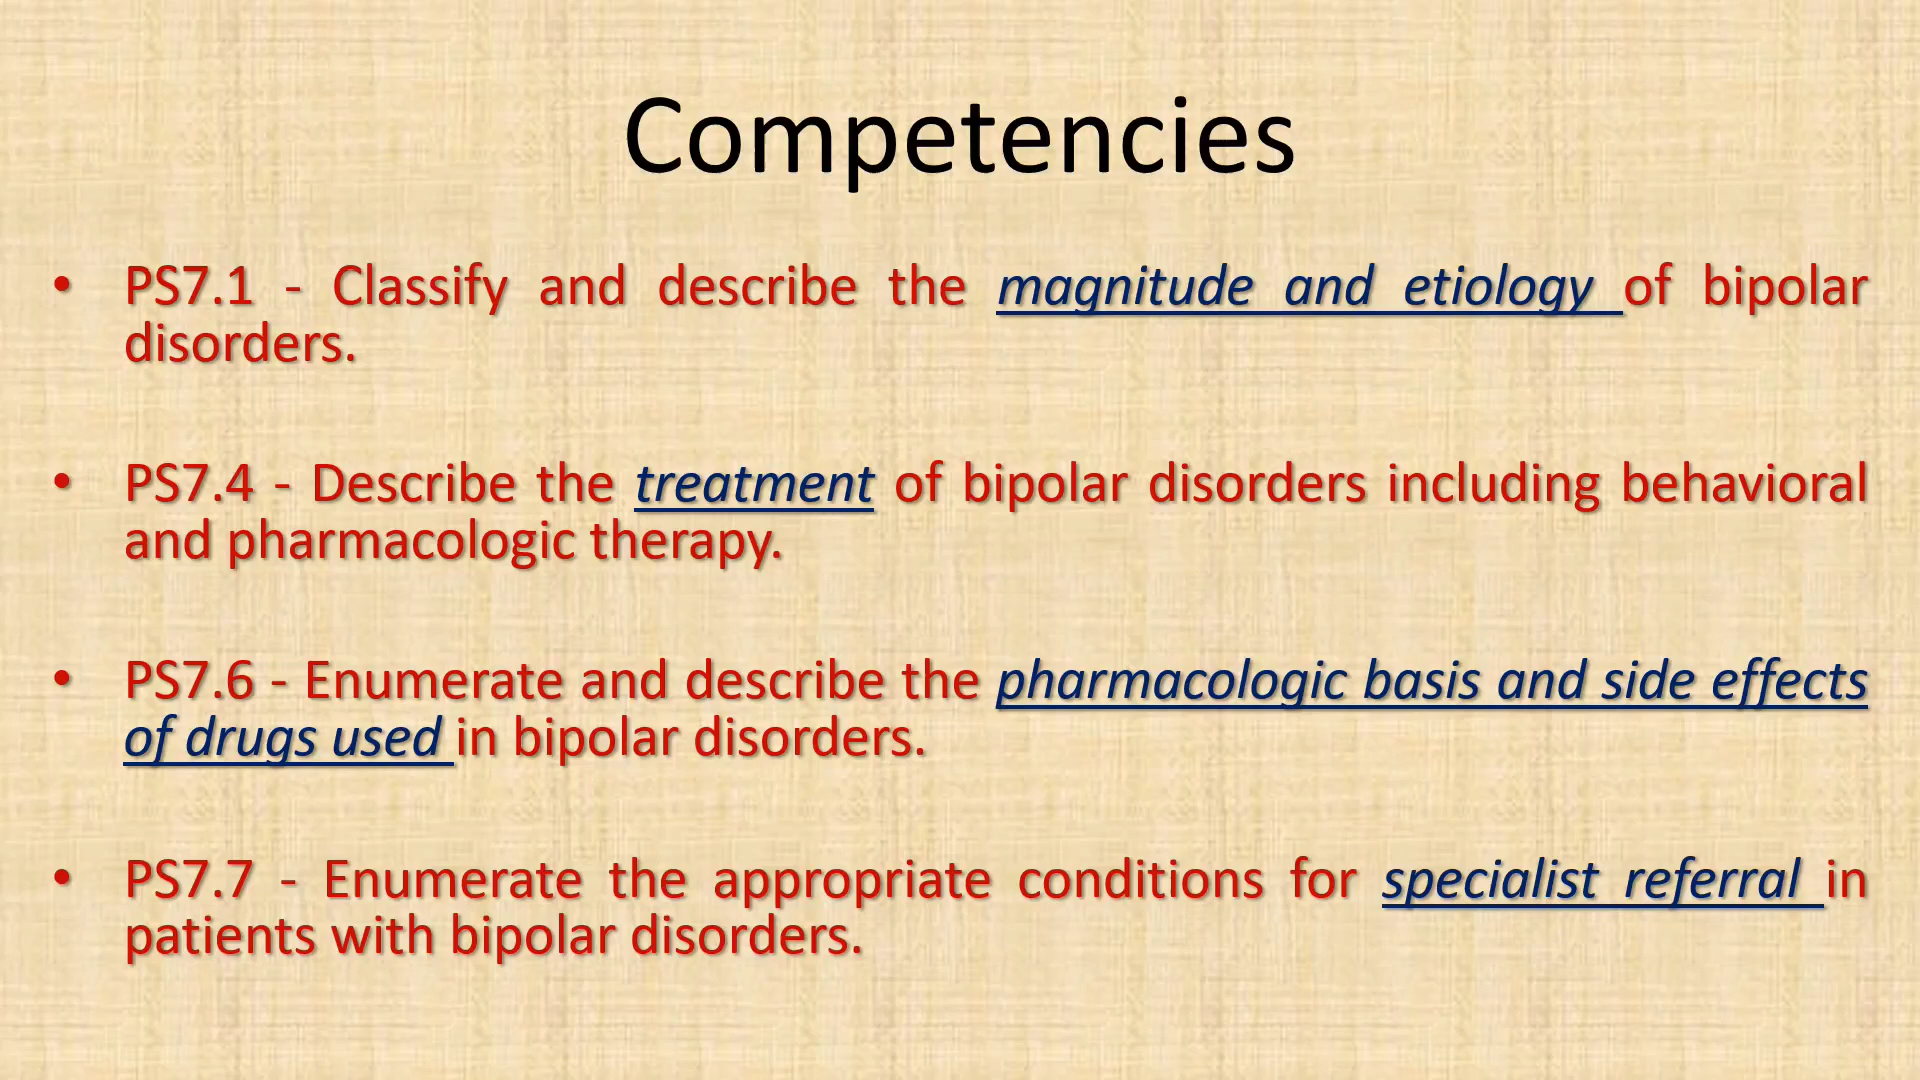 Competencies
• PS7.1 - Classify and describe the magnitude and etiology of bipolar
disorders.
• PS7.4 - Describe the treatment of bipolar disorders including behavioral
and pharmacologic therapy.
• PS7.6 - Enumerate and describe the pharmacologic basis and side effects
of drugs used in bipolar disorders.
• PS7.7 - Enumerate the appropriate conditions for specialist referral in
patients with bipolar disorders.